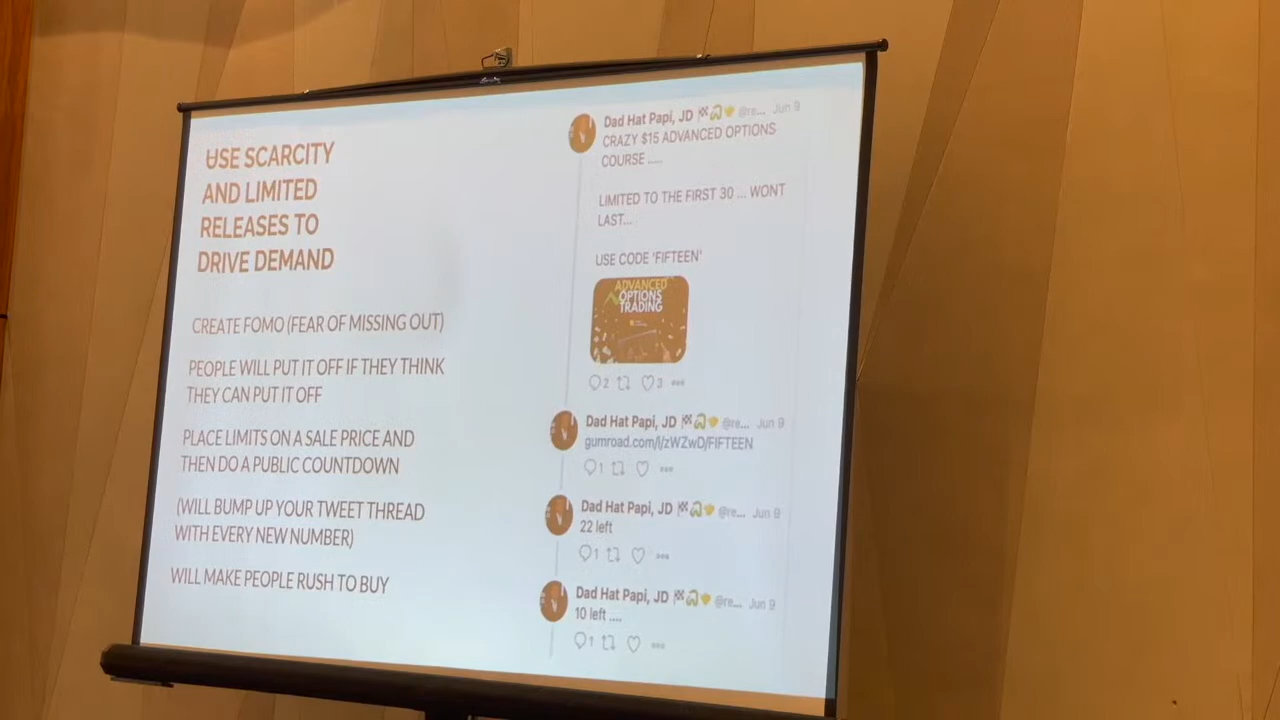 USE SCARCITY
AND LIMITED
RELEASES TO
DRIVE DEMAND
CREATE FOMO (FEAR OF MISSING OUT)
PEOPLE WILL PUT IT OFF IF THEY THINK
THEY CAN PUT IT OFF
PLACE LIMITS ON A SALE PRICE AND
THEN DO A PUBLIC COUNTDOWN
(WILL BUMP UP YOUR TWEET THREAD
WITH EVERY NEW NUMBER)
WILL MAKE PEOPLE RUSH TO BUY
Dad Hat Papi, JD @re... Jun 9
CRAZY $15 ADVANCED OPTIONS
COURSE .....
LIMITED TO THE FIRST 30 ... WONT
LAST...
USE CODE 'FIFTEEN'
ADVANCED
OPTIONS
TRADING
2 3
Dad Hat Papi, JD @re... Jun 9
gumroad.com/l/zWZwD/FIFTEEN
1
Dad Hat Papi, JD @re... Jun 9
22 left
1
Dad Hat Papi, JD @re... Jun 9
10 left ....
1